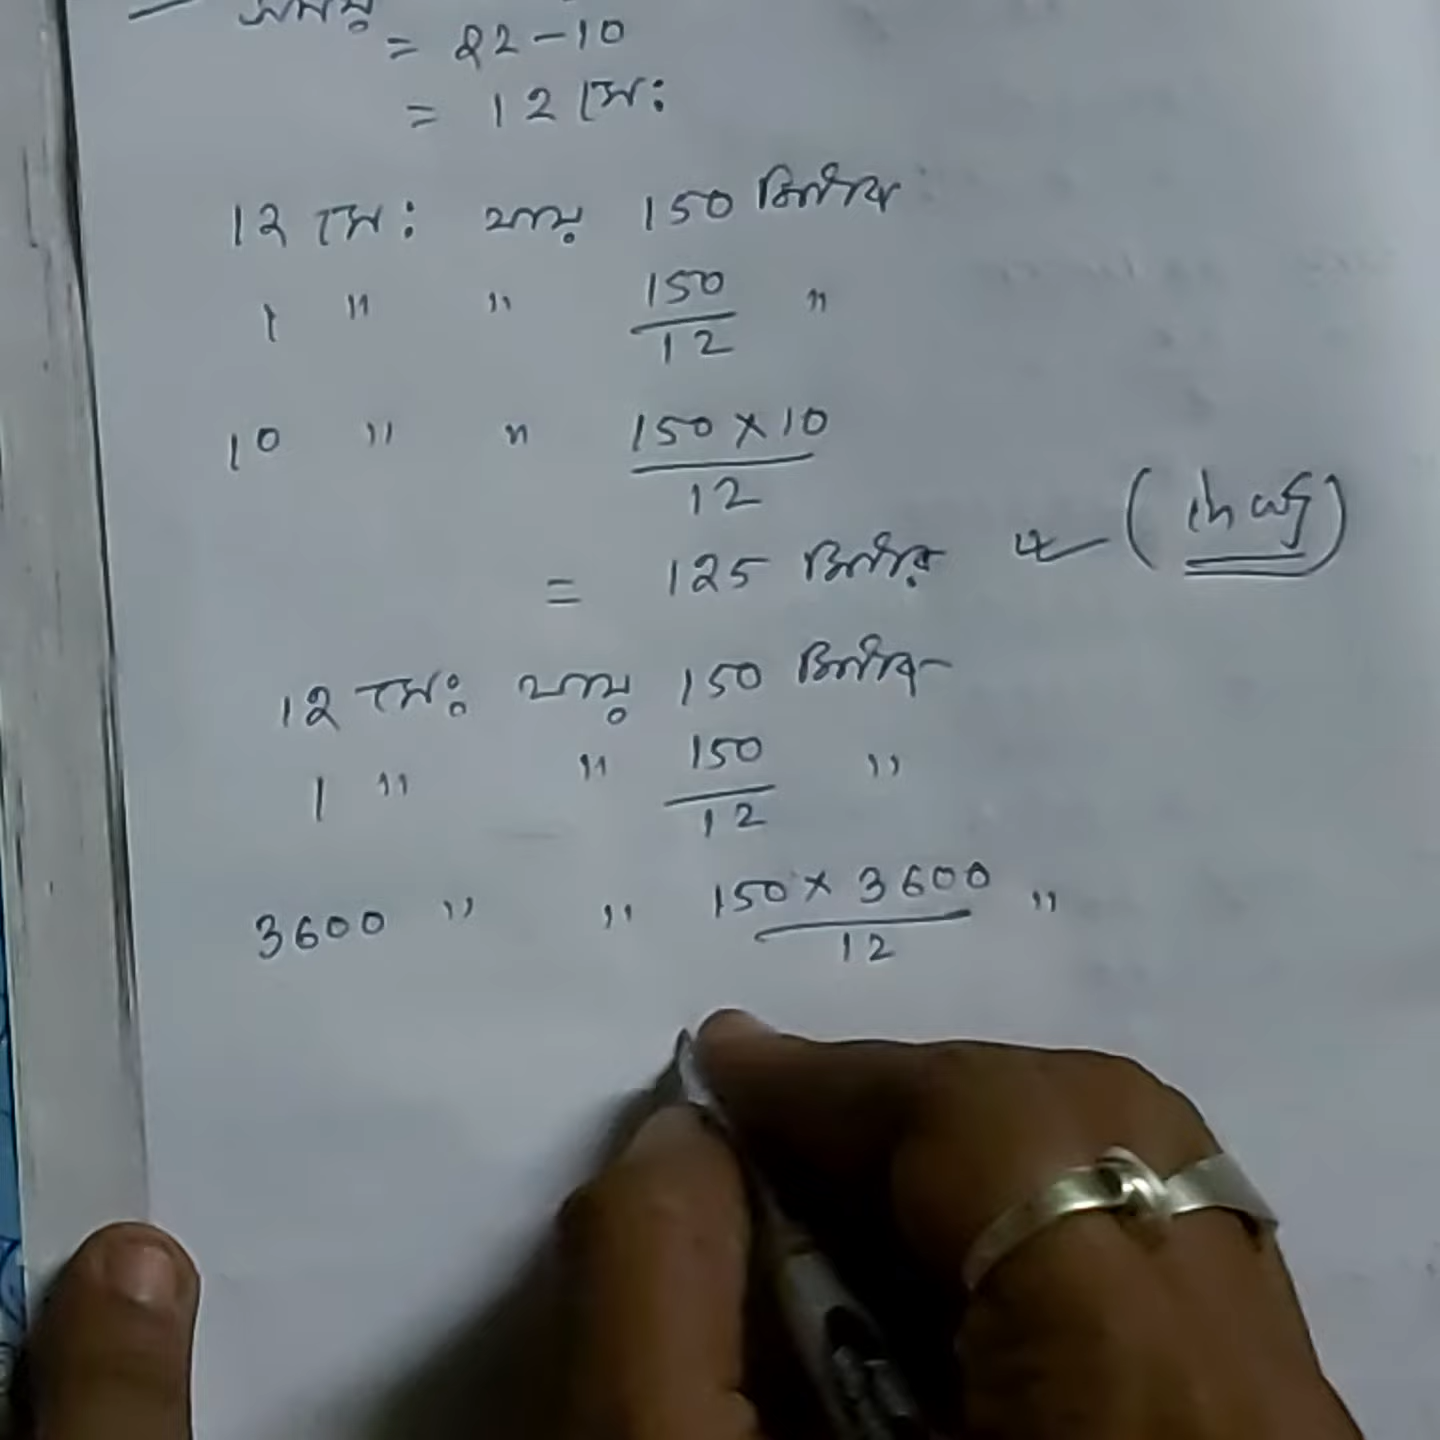 সময়
= 22 - 10
= 12 সে:
12 সে: যায় 150 মিটার
1 " " 150/12 "
10 " " 150 × 10/12
= 125 মিটার
12 সে: যায় 150 মিটার
1 " " 150/12 "
3600 " " 150 × 3600/12 "